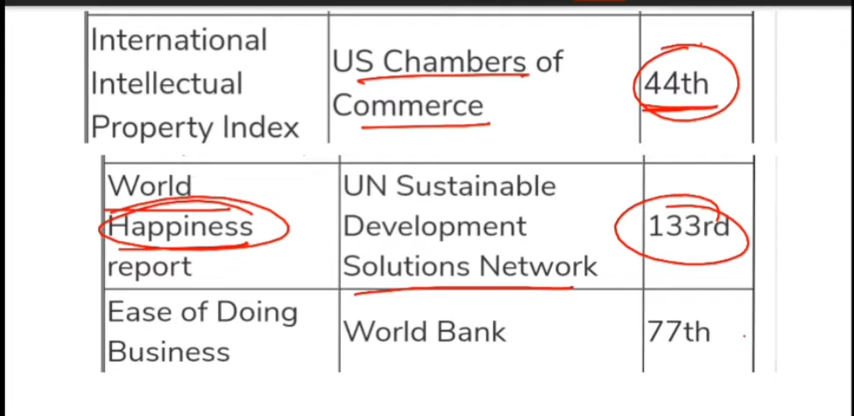 International
Intellectual
Property Index
US Chambers of
Commerce
44th
World
Happiness
report
UN Sustainable
Development
Solutions Network
133rd
Ease of Doing
Business
World Bank
77th